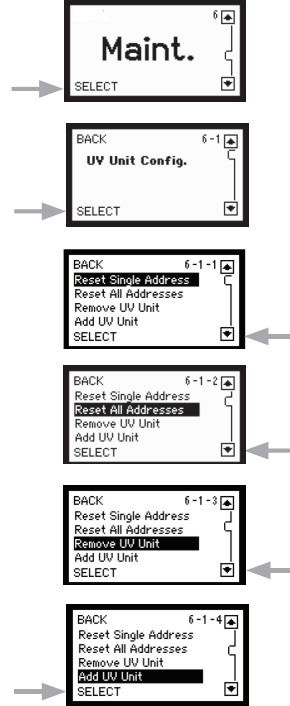 6
Maint.
SELECT
BACK 6-1
UV Unit Config.
SELECT
BACK 6-1-1
Reset Single Address
Reset All Addresses
Remove UV Unit
Add UV Unit
SELECT
BACK 6-1-2
Reset Single Address
Reset All Addresses
Remove UV Unit
Add UV Unit
SELECT
BACK 6-1-3
Reset Single Address
Reset All Addresses
Remove UV Unit
Add UV Unit
SELECT
BACK 6-1-4
Reset Single Address
Reset All Addresses
Remove UV Unit
Add UV Unit
SELECT